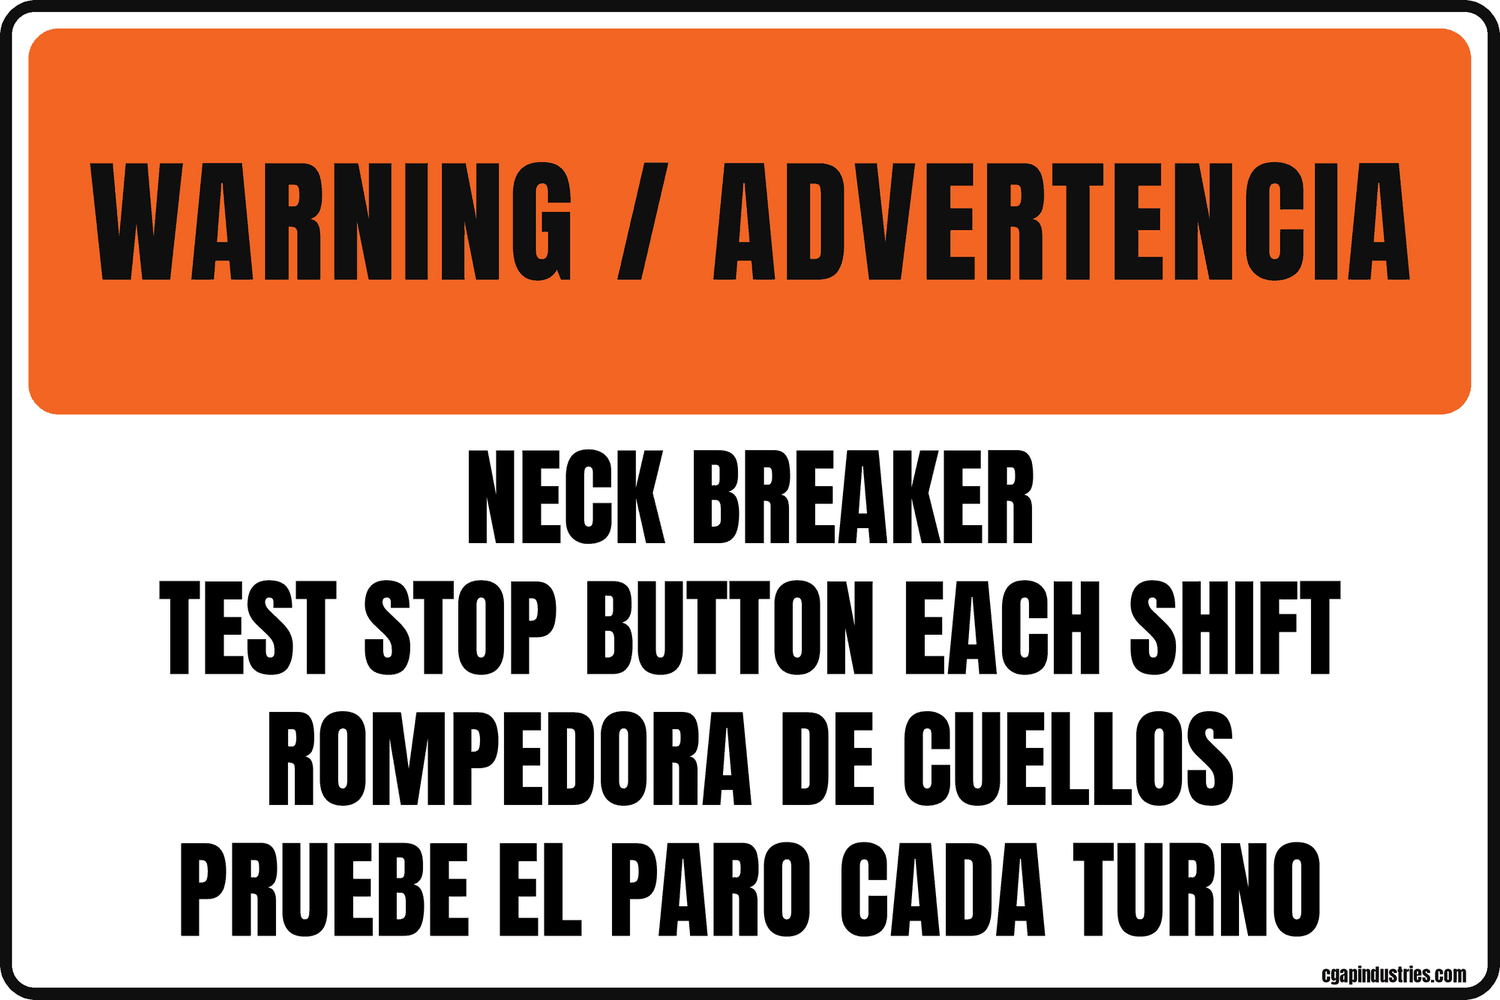 WARNING / ADVERTENCIA
NECK BREAKER
TEST STOP BUTTON EACH SHIFT
ROMPEDORA DE CUELLOS
PRUEBE EL PARO CADA TURNO
cgapindustries.com